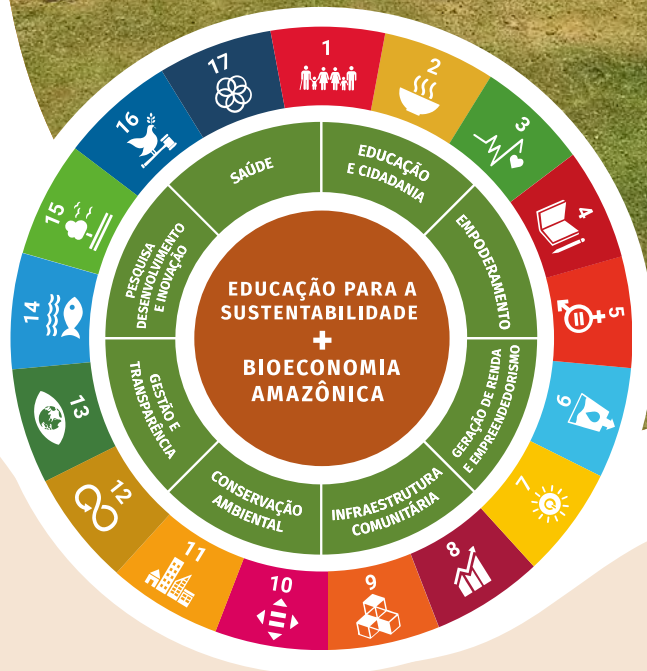 EDUCAÇÃO PARA A
SUSTENTABILIDADE
+
BIOECONOMIA
AMAZÔNICA
EDUCAÇÃO
E CIDADANIA
EMPODERAMENTO
GERAÇÃO DE RENDA
E EMPREENDEDORISMO
INFRAESTRUTURA
COMUNITÁRIA
CONSERVAÇÃO
AMBIENTAL
GESTÃO E
TRANSPARÊNCIA
PESQUISA
DESENVOLVIMENTO
E INOVAÇÃO
SAÚDE
1
2
3
4
5
6
7
8
9
10
11
12
13
14
15
16
17